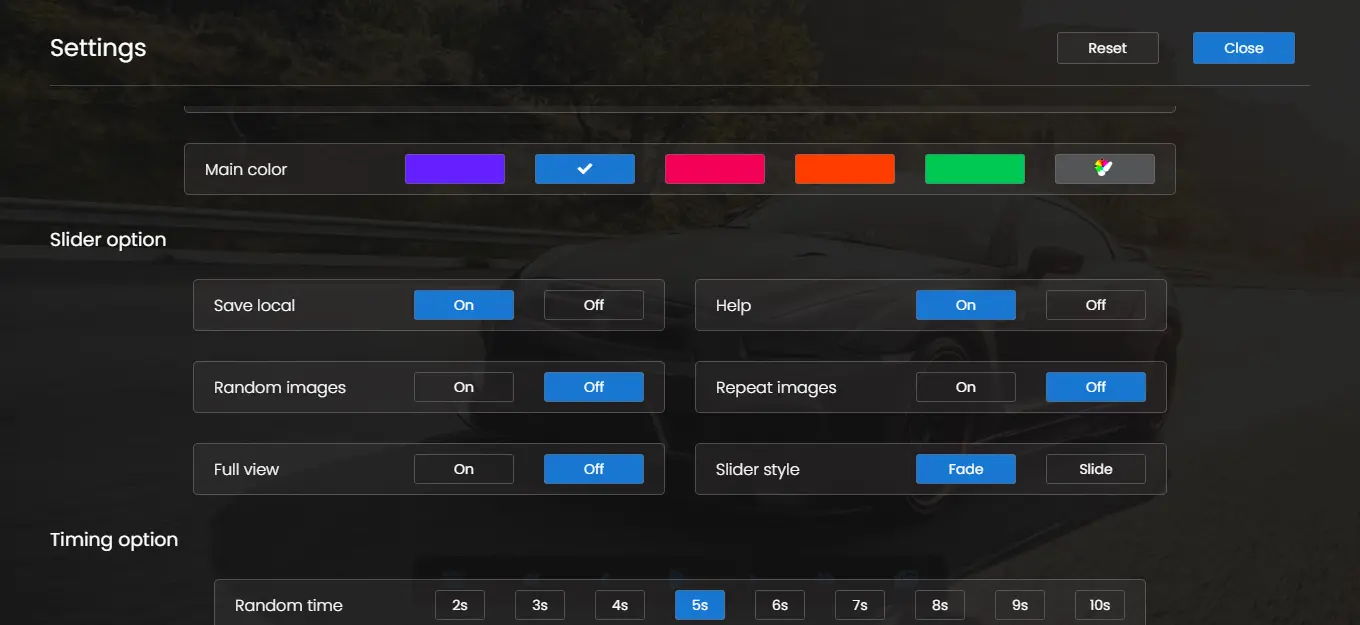 Settings Reset Close
Main color
Slider option
Save local On Off Help On Off
Random images On Off Repeat images On Off
Full view On Off Slider style Fade Slide
Timing option
Random time 2s 3s 4s 5s 6s 7s 8s 9s 10s